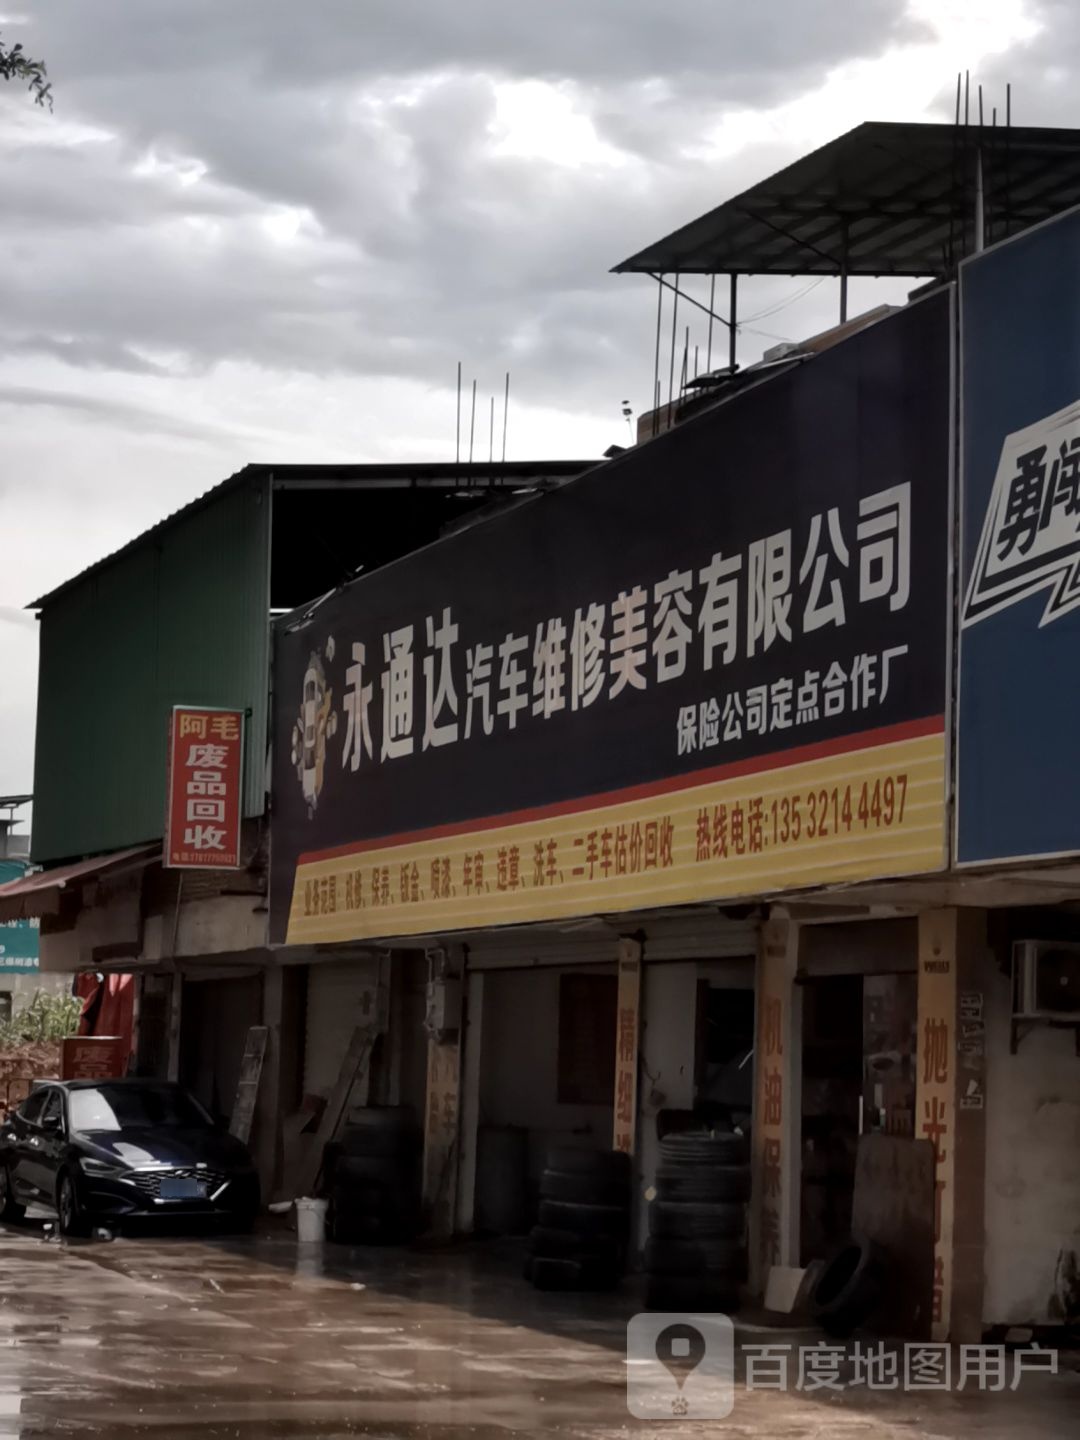 永通达汽车维修美容有限公司
保险公司定点合作厂
业务范围：机修、保养、钣金、喷漆、年审、违章、洗车、二手车估价回收 热线电话:135 3214 4497
阿毛
废品回收
勇闯
精细洗
机油保养
抛光打蜡
百度地图用户